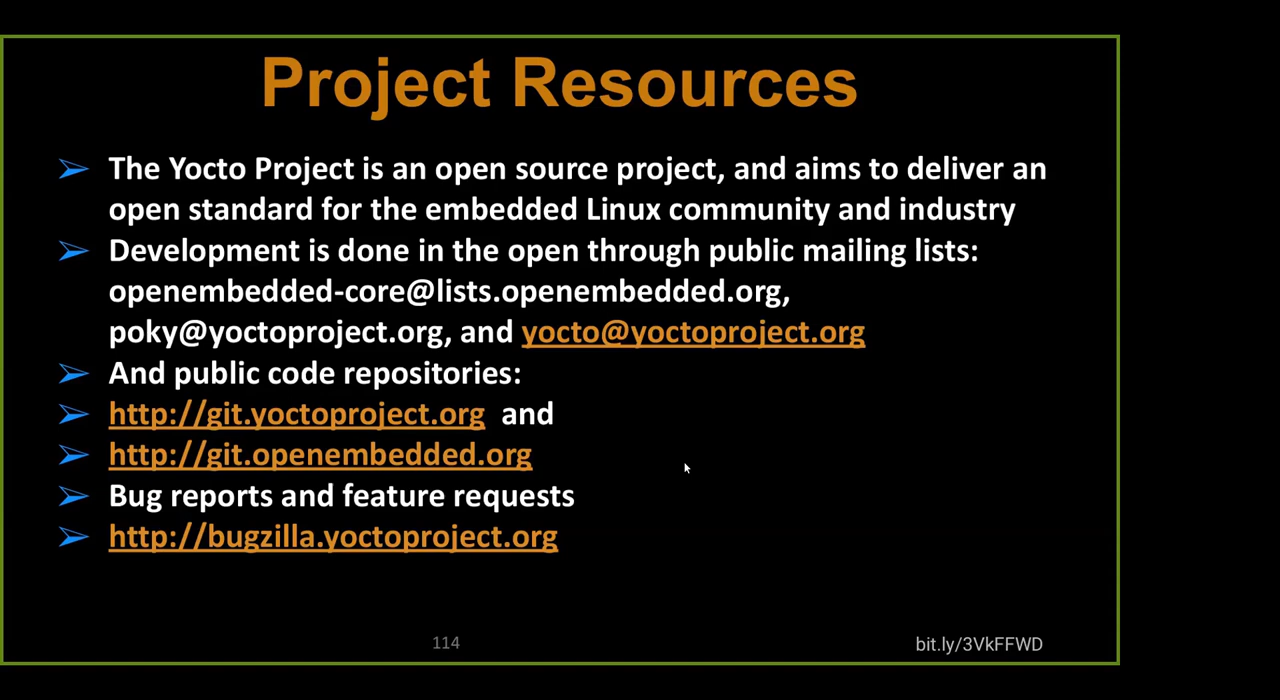 Project Resources
The Yocto Project is an open source project, and aims to deliver an
open standard for the embedded Linux community and industry
Development is done in the open through public mailing lists:
openembedded-core@lists.openembedded.org,
poky@yoctoproject.org, and yocto@yoctoproject.org
And public code repositories:
http://git.yoctoproject.org and
http://git.openembedded.org
Bug reports and feature requests
http://bugzilla.yoctoproject.org
114
bit.ly/3VkFFWD